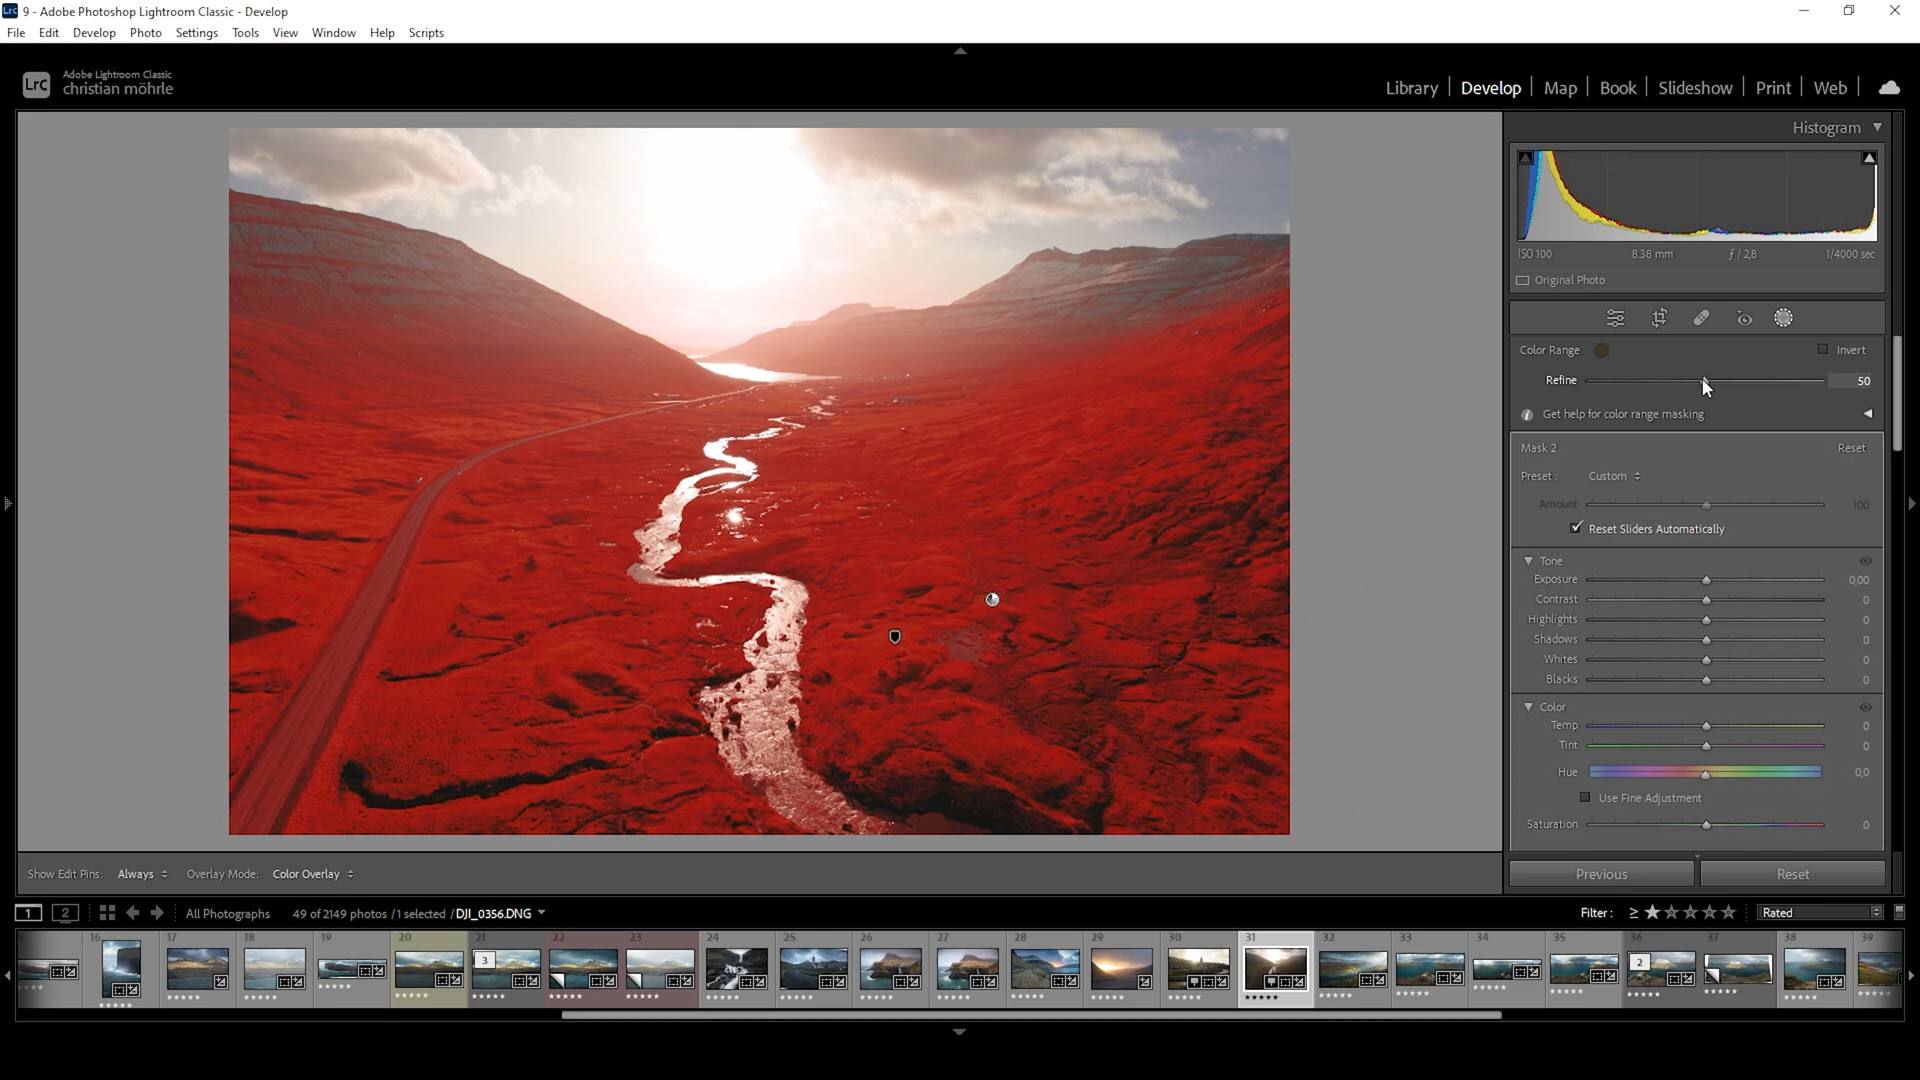 9 - Adobe Photoshop Lightroom Classic - Develop
File Edit Develop Photo Settings Tools View Window Help Scripts
Lrc
Adobe Lightroom Classic
christian möhrle
Library | Develop | Map | Book | Slideshow | Print | Web
Histogram
ISO 100 8.38 mm ƒ / 2,8 1/4000 sec
Original Photo
Color Range Invert
Refine 50
Get help for color range masking
Mask 2 Reset
Preset : Custom
Amount 100
Reset Sliders Automatically
Tone
Exposure 0,00
Contrast 0
Highlights 0
Shadows 0
Whites 0
Blacks 0
Color
Temp 0
Tint 0
Hue 0,0
Use Fine Adjustment
Saturation 0
Previous Reset
Show Edit Pins: Always Overlay Mode: Color Overlay
1 2 All Photographs 49 of 2149 photos / 1 selected / DJI_0356.DNG Filter : ≥ Rated
16 17 18 19 20 21 22 23 24 25 26 27 28 29 30 31 32 33 34 35 36 37 38 39
3 2